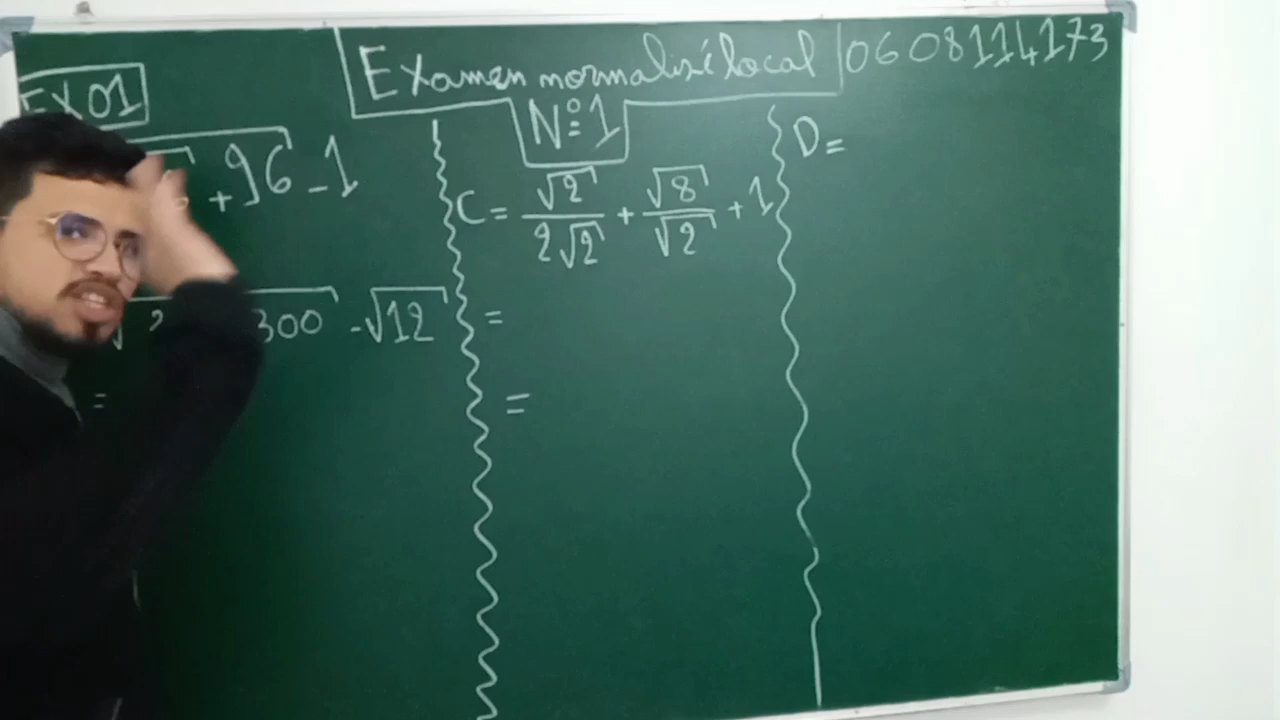 Examen normalisé local 0608114173
EX01 N°1
+96 - 1
300 - √12
=
C = √2/2√2 + √8/√2 + 1
=
=
D =